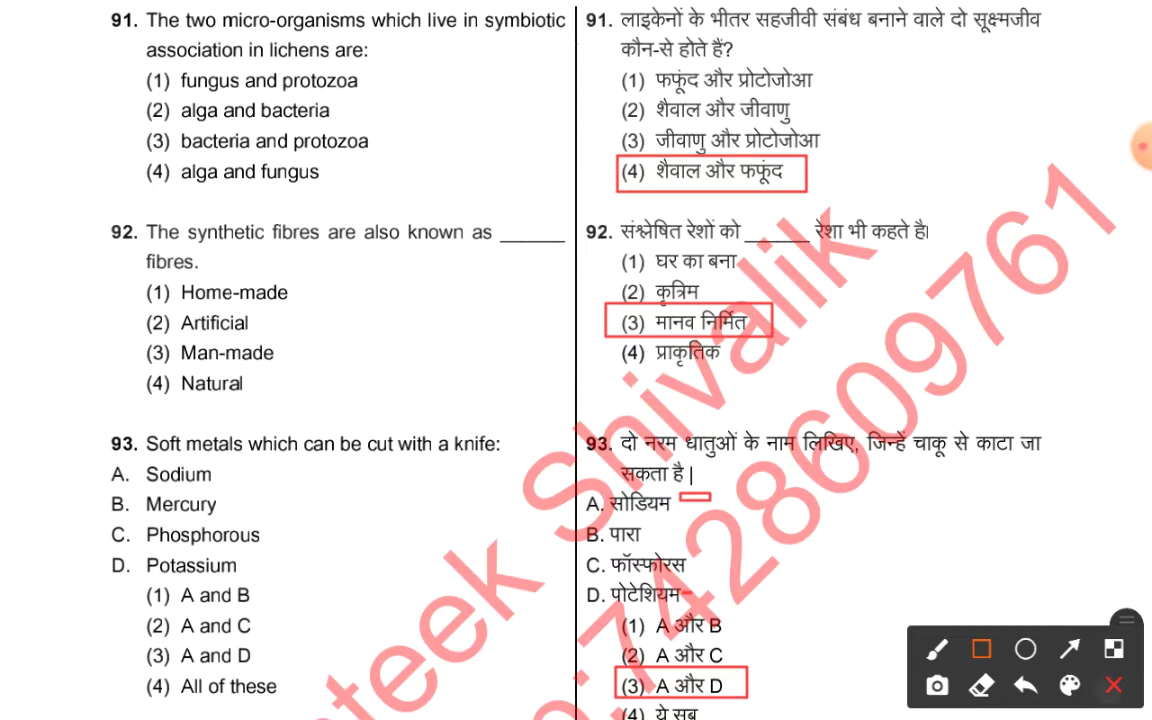 91. The two micro-organisms which live in symbiotic
association in lichens are:
(1) fungus and protozoa
(2) alga and bacteria
(3) bacteria and protozoa
(4) alga and fungus
92. The synthetic fibres are also known as ______
fibres.
(1) Home-made
(2) Artificial
(3) Man-made
(4) Natural
93. Soft metals which can be cut with a knife:
A. Sodium
B. Mercury
C. Phosphorous
D. Potassium
(1) A and B
(2) A and C
(3) A and D
(4) All of these
91. लाइकेनों के भीतर सहजीवी संबंध बनाने वाले दो सूक्ष्मजीव
कौन-से होते हैं?
(1) फफूंद और प्रोटोजोआ
(2) शैवाल और जीवाणु
(3) जीवाणु और प्रोटोजोआ
(4) शैवाल और फफूंद
92. संश्लेषित रेशों को ______ रेशा भी कहते है।
(1) घर का बना
(2) कृत्रिम
(3) मानव निर्मित
(4) प्राकृतिक
93. दो नरम धातुओं के नाम लिखिए, जिन्हें चाकू से काटा जा
सकता है |
A. सोडियम
B. पारा
C. फॉस्फोरस
D. पोटेशियम
(1) A और B
(2) A और C
(3) A और D
(4) ये सब
teek Shivalik
:7428609761